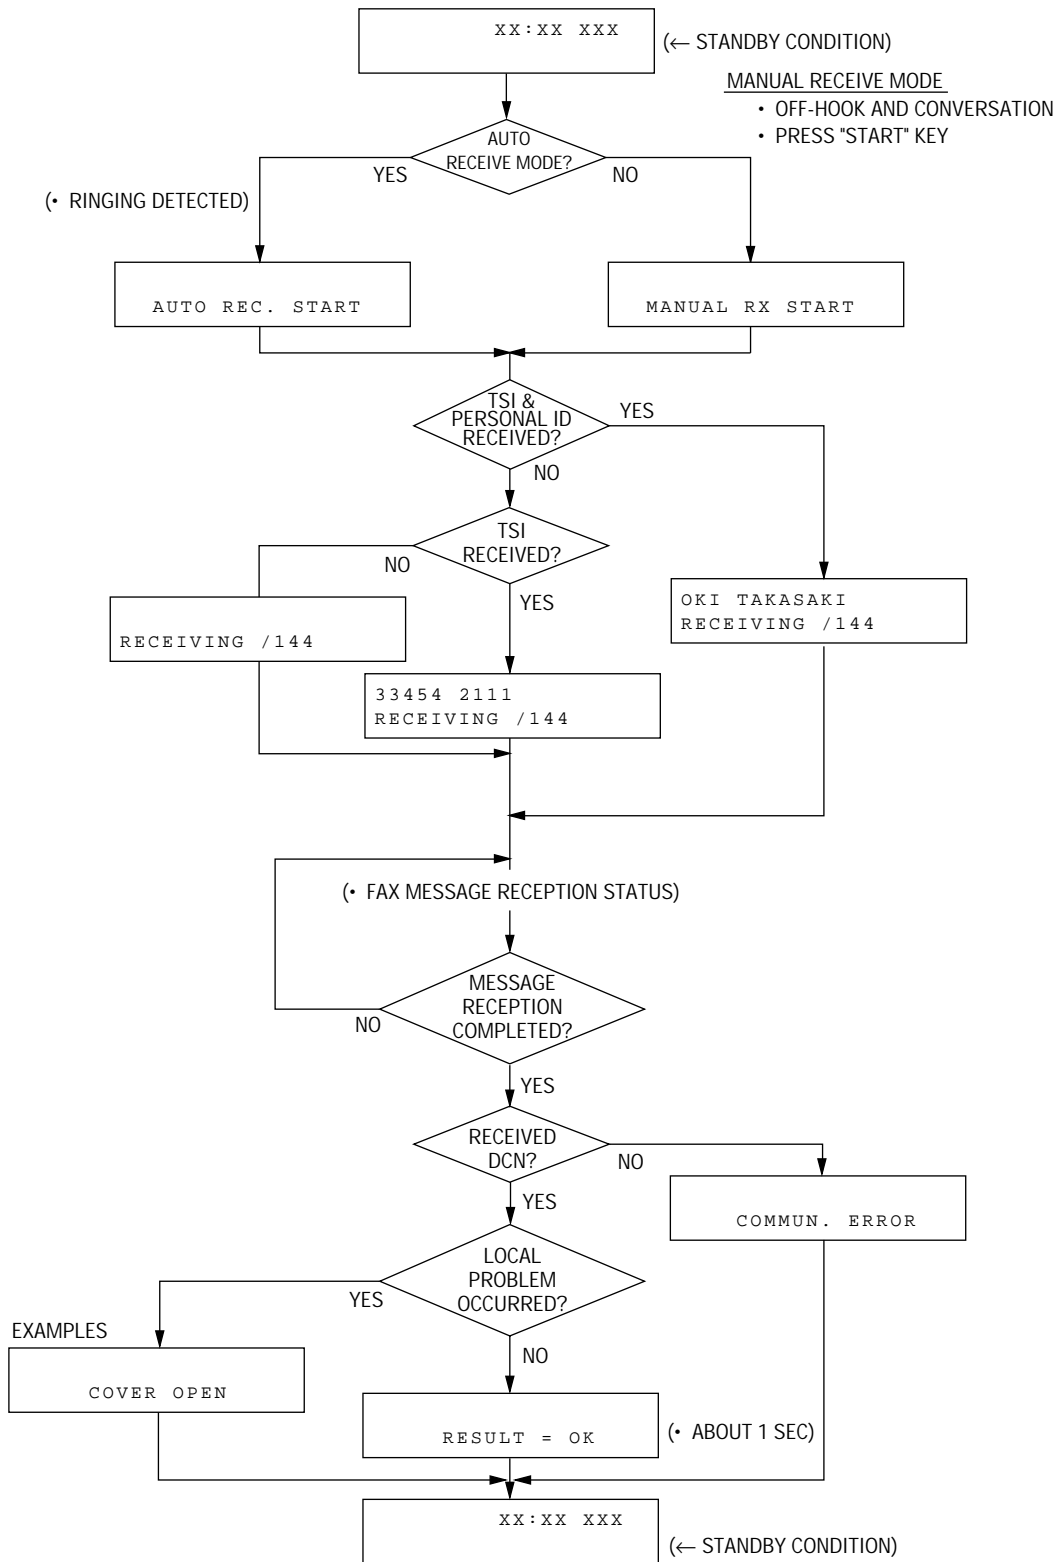 XX:XX XXX
(← STANDBY CONDITION)
MANUAL RECEIVE MODE
• OFF-HOOK AND CONVERSATION
• PRESS "START" KEY
AUTO
RECEIVE MODE?
YES
NO
(• RINGING DETECTED)
AUTO REC. START
MANUAL RX START
TSI &
PERSONAL ID
RECEIVED?
YES
NO
TSI
RECEIVED?
NO
YES
OKI TAKASAKI
RECEIVING /144
RECEIVING /144
33454 2111
RECEIVING /144
(• FAX MESSAGE RECEPTION STATUS)
MESSAGE
RECEPTION
COMPLETED?
NO
YES
RECEIVED
DCN?
NO
YES
COMMUN. ERROR
LOCAL
PROBLEM
OCCURRED?
YES
NO
EXAMPLES
COVER OPEN
RESULT = OK
(• ABOUT 1 SEC)
XX:XX XXX
(← STANDBY CONDITION)